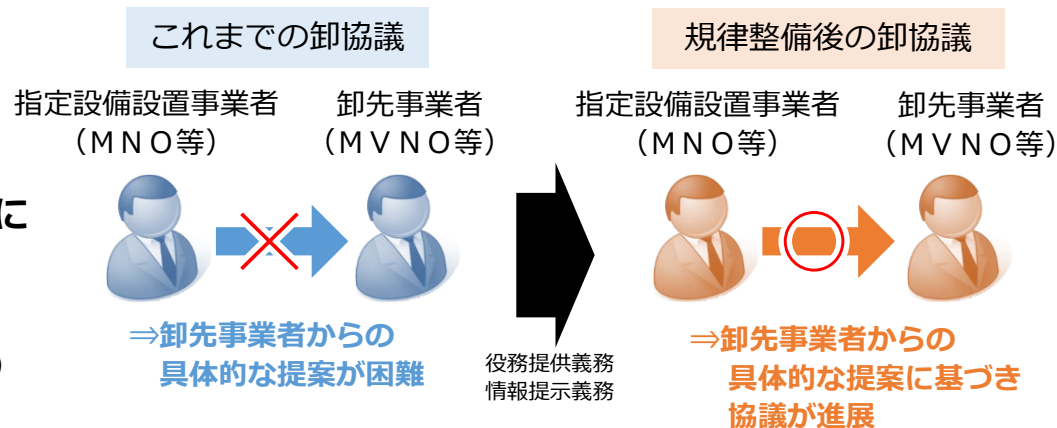 これまでの卸協議
指定設備設置事業者
（ＭＮＯ等）
卸先事業者
（ＭＶＮＯ等）
に
）
⇒卸先事業者からの
具体的な提案が困難
役務提供義務
情報提示義務
規律整備後の卸協議
指定設備設置事業者
（ＭＮＯ等）
卸先事業者
（ＭＶＮＯ等）
⇒卸先事業者からの
具体的な提案に基づき
協議が進展